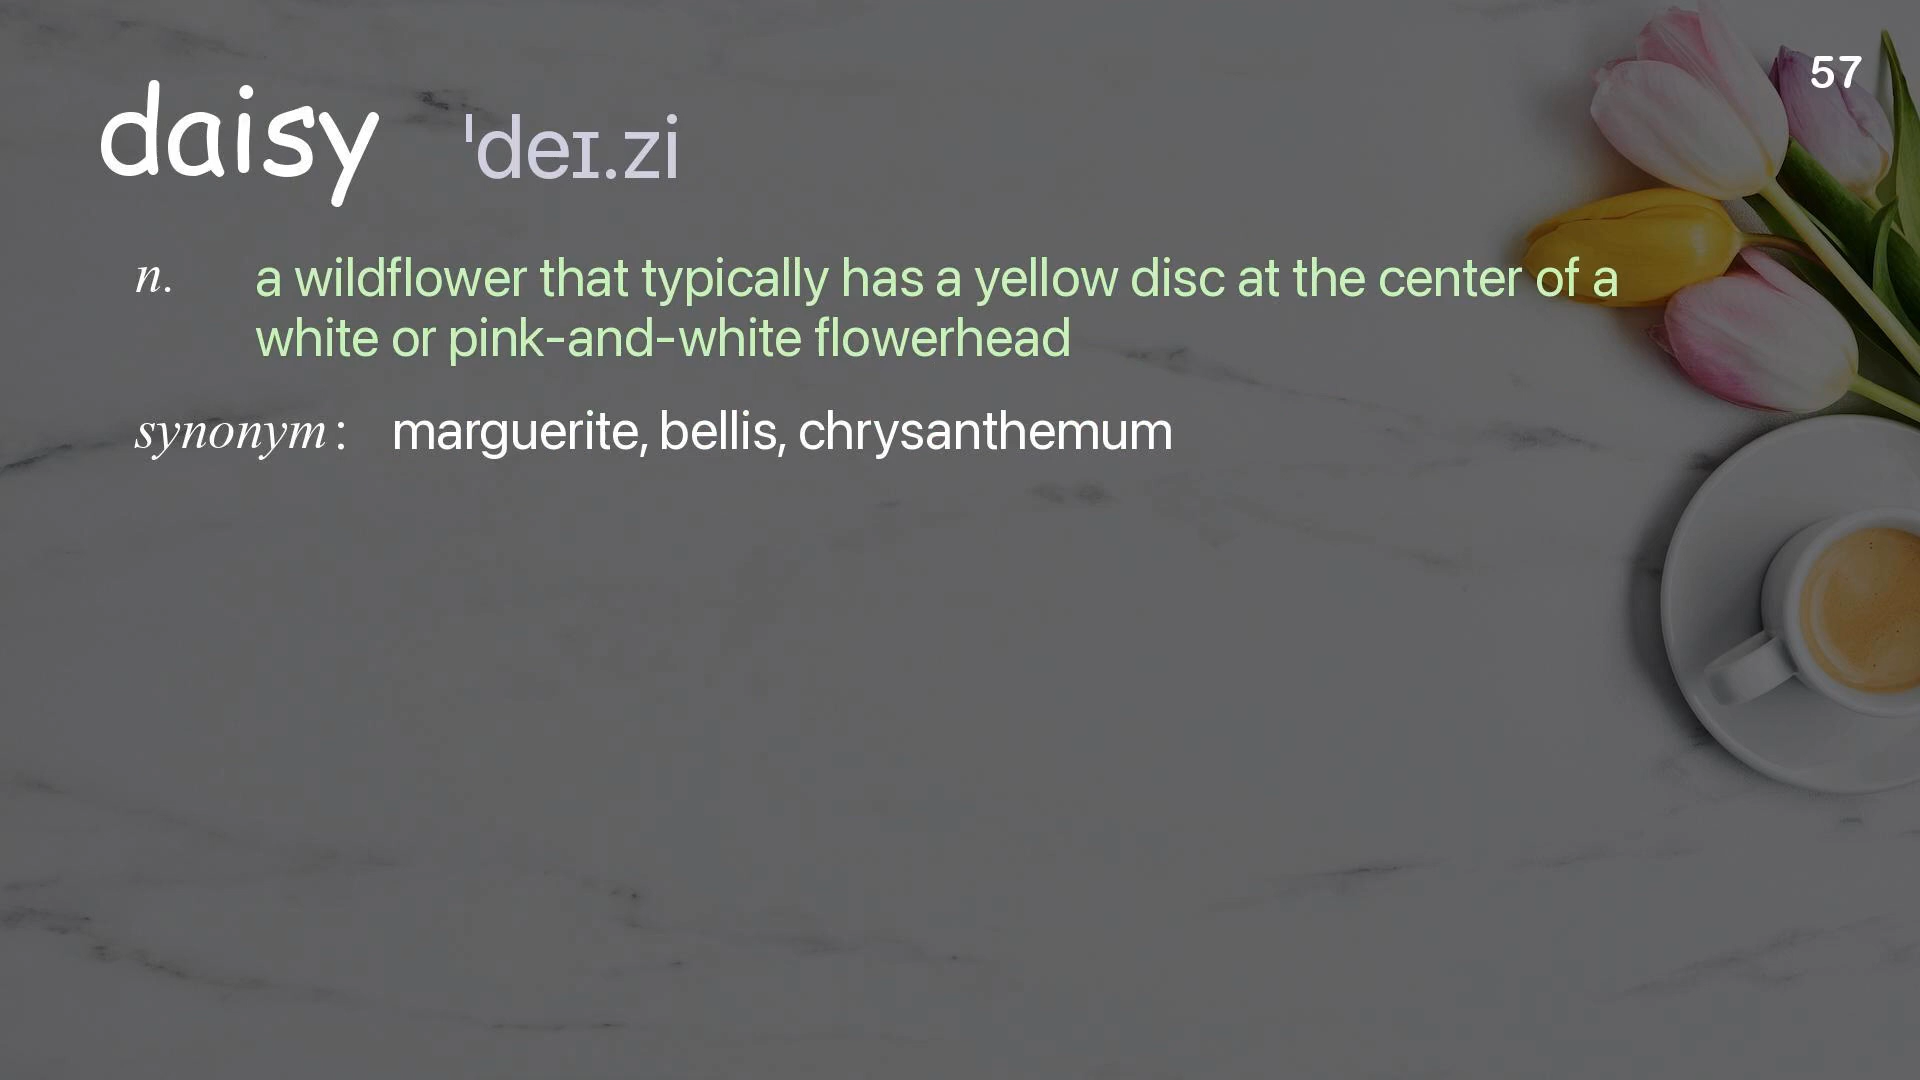 57
daisy ˈdeɪ.zi
n. a wildflower that typically has a yellow disc at the center of a
white or pink-and-white flowerhead
synonym: marguerite, bellis, chrysanthemum